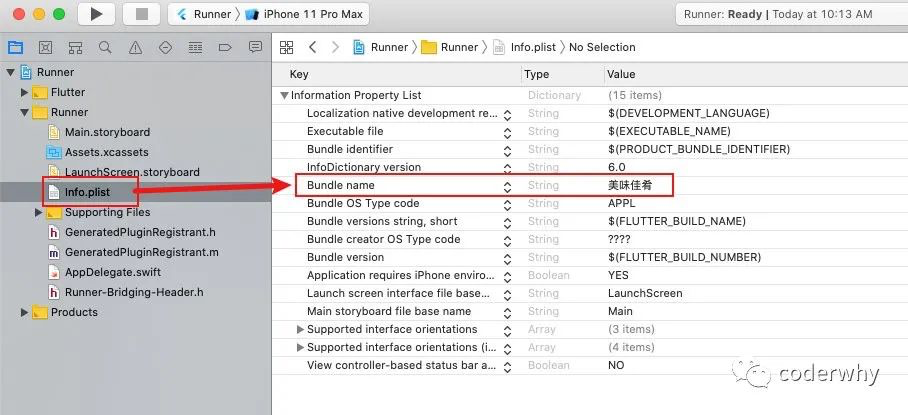 Runner iPhone 11 Pro Max
Runner: Ready | Today at 10:13 AM
Runner Runner Info.plist No Selection
Runner
Flutter
Runner
Main.storyboard
Assets.xcassets
LaunchScreen.storyboard
Info.plist
Supporting Files
GeneratedPluginRegistrant.h
GeneratedPluginRegistrant.m
AppDelegate.swift
Runner-Bridging-Header.h
Products
Key Type Value
Information Property List Dictionary (15 items)
Localization native development re... String $(DEVELOPMENT_LANGUAGE)
Executable file String $(EXECUTABLE_NAME)
Bundle identifier String $(PRODUCT_BUNDLE_IDENTIFIER)
InfoDictionary version String 6.0
Bundle name String 美味佳肴
Bundle OS Type code String APPL
Bundle versions string, short String $(FLUTTER_BUILD_NAME)
Bundle creator OS Type code String ????
Bundle version String $(FLUTTER_BUILD_NUMBER)
Application requires iPhone enviro... Boolean YES
Launch screen interface file base... String LaunchScreen
Main storyboard file base name String Main
Supported interface orientations Array (3 items)
Supported interface orientations (i... Array (4 items)
View controller-based status bar a... Boolean NO
coderwhy